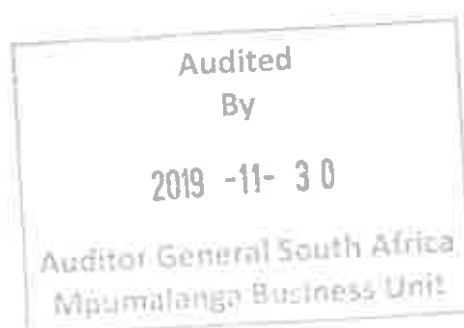 Audited
By
2019 -11- 30
Auditor General South Africa
Mpumalanga Business Unit